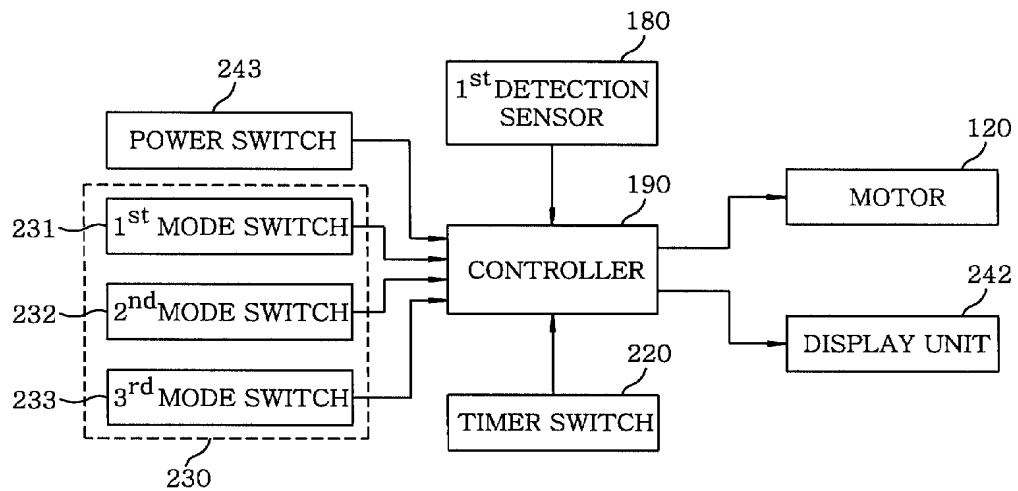 180
243
1st DETECTION
SENSOR
POWER SWITCH
120
190
MOTOR
231
1st MODE SWITCH
CONTROLLER
242
232
2nd MODE SWITCH
220
DISPLAY UNIT
233
3rd MODE SWITCH
TIMER SWITCH
230